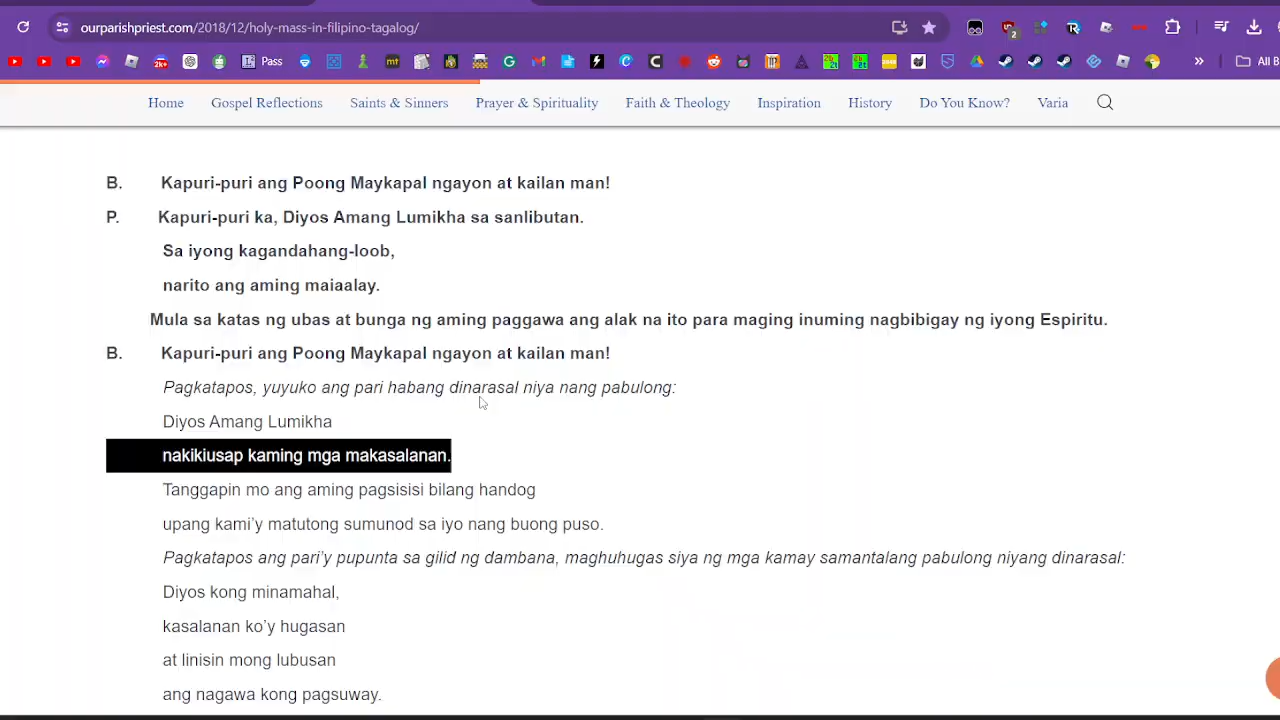 ourparishpriest.com/2018/12/holy-mass-in-filipino-tagalog/
2K+ Pass mt All B
Home Gospel Reflections Saints & Sinners Prayer & Spirituality Faith & Theology Inspiration History Do You Know? Varia
B. Kapuri-puri ang Poong Maykapal ngayon at kailan man!
P. Kapuri-puri ka, Diyos Amang Lumikha sa sanlibutan.
Sa iyong kagandahang-loob,
narito ang aming maiaalay.
Mula sa katas ng ubas at bunga ng aming paggawa ang alak na ito para maging inuming nagbibigay ng iyong Espiritu.
B. Kapuri-puri ang Poong Maykapal ngayon at kailan man!
Pagkatapos, yuyuko ang pari habang dinarasal niya nang pabulong:
Diyos Amang Lumikha
nakikiusap kaming mga makasalanan.
Tanggapin mo ang aming pagsisisi bilang handog
upang kami’y matutong sumunod sa iyo nang buong puso.
Pagkatapos ang pari’y pupunta sa gilid ng dambana, maghuhugas siya ng mga kamay samantalang pabulong niyang dinarasal:
Diyos kong minamahal,
kasalanan ko’y hugasan
at linisin mong lubusan
ang nagawa kong pagsuway.